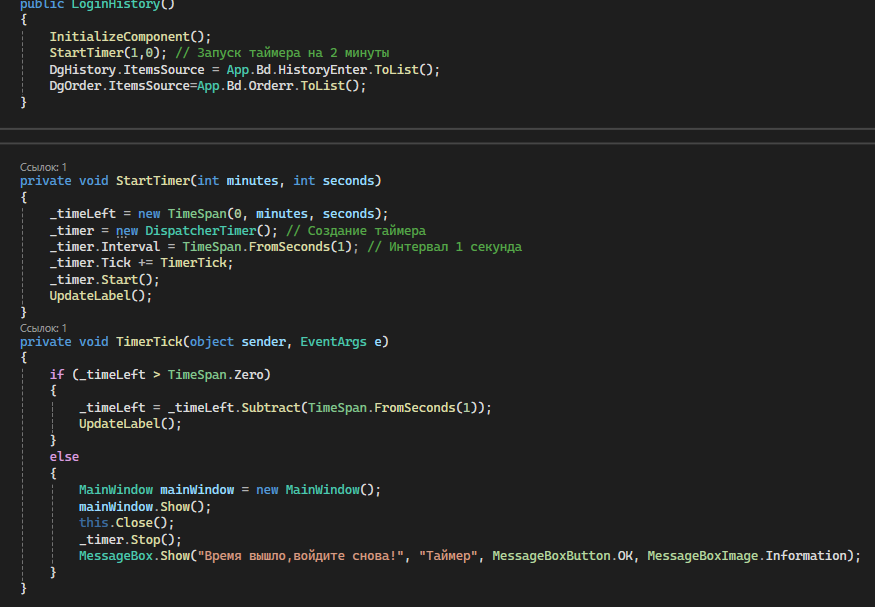 public LoginHistory()
{
InitializeComponent();
StartTimer(1,0); // Запуск таймера на 2 минуты
DgHistory.ItemsSource = App.Bd.HistoryEnter.ToList();
DgOrder.ItemsSource=App.Bd.Orderr.ToList();
}
Ссылок: 1
private void StartTimer(int minutes, int seconds)
{
_timeLeft = new TimeSpan(0, minutes, seconds);
_timer = new DispatcherTimer(); // Создание таймера
_timer.Interval = TimeSpan.FromSeconds(1); // Интервал 1 секунда
_timer.Tick += TimerTick;
_timer.Start();
UpdateLabel();
}
Ссылок: 1
private void TimerTick(object sender, EventArgs e)
{
if (_timeLeft > TimeSpan.Zero)
{
_timeLeft = _timeLeft.Subtract(TimeSpan.FromSeconds(1));
UpdateLabel();
}
else
{
MainWindow mainWindow = new MainWindow();
mainWindow.Show();
this.Close();
_timer.Stop();
MessageBox.Show("Время вышло,войдите снова!", "Таймер", MessageBoxButton.OK, MessageBoxImage.Information);
}
}